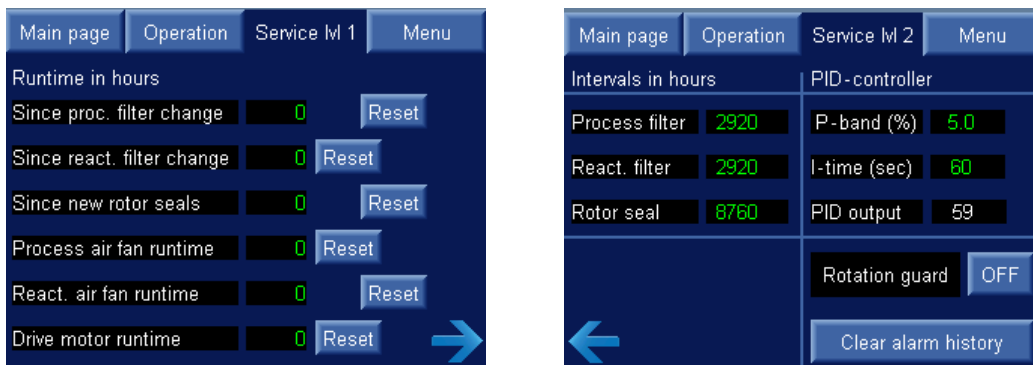 Main page Operation Service lvl 1 Menu
Runtime in hours
Since proc. filter change 0 Reset
Since react. filter change 0 Reset
Since new rotor seals 0 Reset
Process air fan runtime 0 Reset
React. air fan runtime 0 Reset
Drive motor runtime 0 Reset
Main page Operation Service lvl 2 Menu
Intervals in hours PID-controller
Process filter 2920 P-band (%) 5.0
React. filter 2920 I-time (sec) 60
Rotor seal 8760 PID output 59
Rotation guard OFF
Clear alarm history